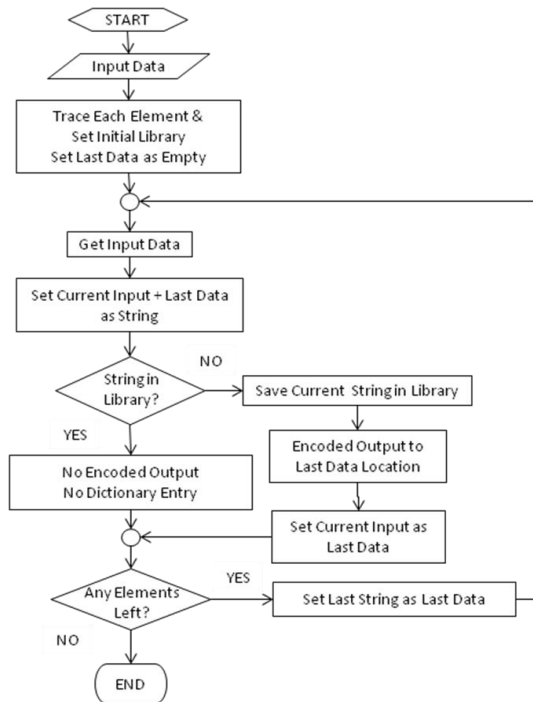 START
Input Data
Trace Each Element &
Set Initial Library
Set Last Data as Empty
Get Input Data
Set Current Input + Last Data
as String
String in
Library?
NO
Save Current String in Library
YES
Encoded Output to
Last Data Location
No Encoded Output
No Dictionary Entry
Set Current Input as
Last Data
Any Elements
Left?
YES
Set Last String as Last Data
NO
END